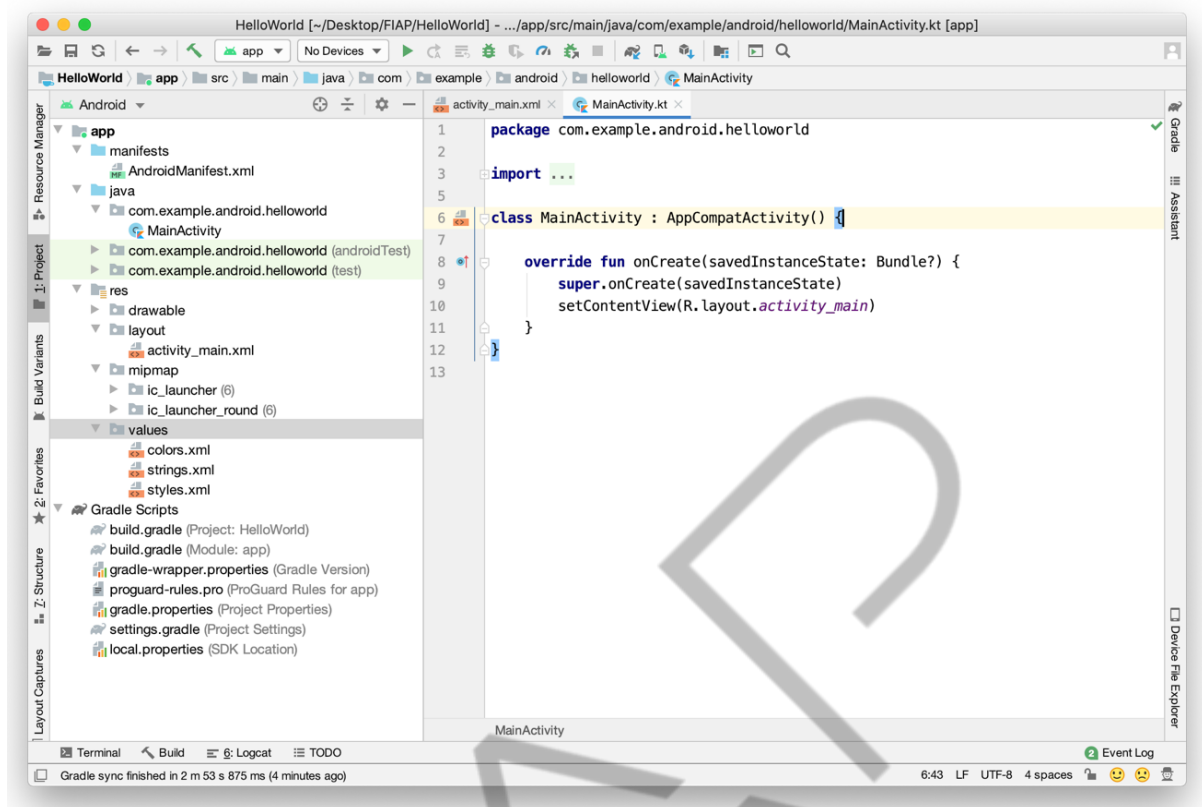 HelloWorld [~/Desktop/FIAP/HelloWorld] - .../app/src/main/java/com/example/android/helloworld/MainActivity.kt [app]
app No Devices
HelloWorld app src main java com example android helloworld MainActivity
Android
activity_main.xml MainActivity.kt
Resource Manager
1: Project
Build Variants
2: Favorites
Z: Structure
Layout Captures
app
manifests
AndroidManifest.xml
java
com.example.android.helloworld
MainActivity
com.example.android.helloworld (androidTest)
com.example.android.helloworld (test)
res
drawable
layout
activity_main.xml
mipmap
ic_launcher (6)
ic_launcher_round (6)
values
colors.xml
strings.xml
styles.xml
Gradle Scripts
build.gradle (Project: HelloWorld)
build.gradle (Module: app)
gradle-wrapper.properties (Gradle Version)
proguard-rules.pro (ProGuard Rules for app)
gradle.properties (Project Properties)
settings.gradle (Project Settings)
local.properties (SDK Location)
1 package com.example.android.helloworld
2
3 import ...
5
6 class MainActivity : AppCompatActivity() {
7
8 override fun onCreate(savedInstanceState: Bundle?) {
9 super.onCreate(savedInstanceState)
10 setContentView(R.layout.activity_main)
11 }
12 }
13
MainActivity
Gradle
Assistant
Device File Explorer
Terminal Build 6: Logcat TODO 2 Event Log
Gradle sync finished in 2 m 53 s 875 ms (4 minutes ago) 6:43 LF UTF-8 4 spaces